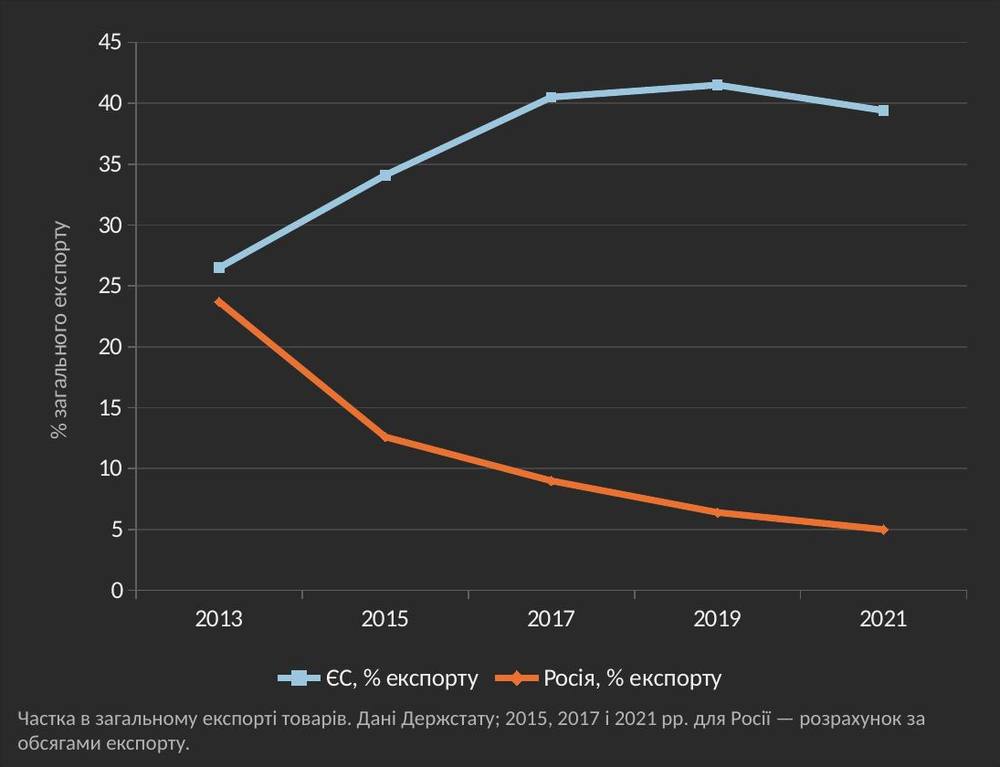 45
40
35
30
25
20
15
10
5
0
% загального експорту
2013 2015 2017 2019 2021
ЄС, % експорту Росія, % експорту
Частка в загальному експорті товарів. Дані Держстату; 2015, 2017 і 2021 рр. для Росії — розрахунок за
обсягами експорту.